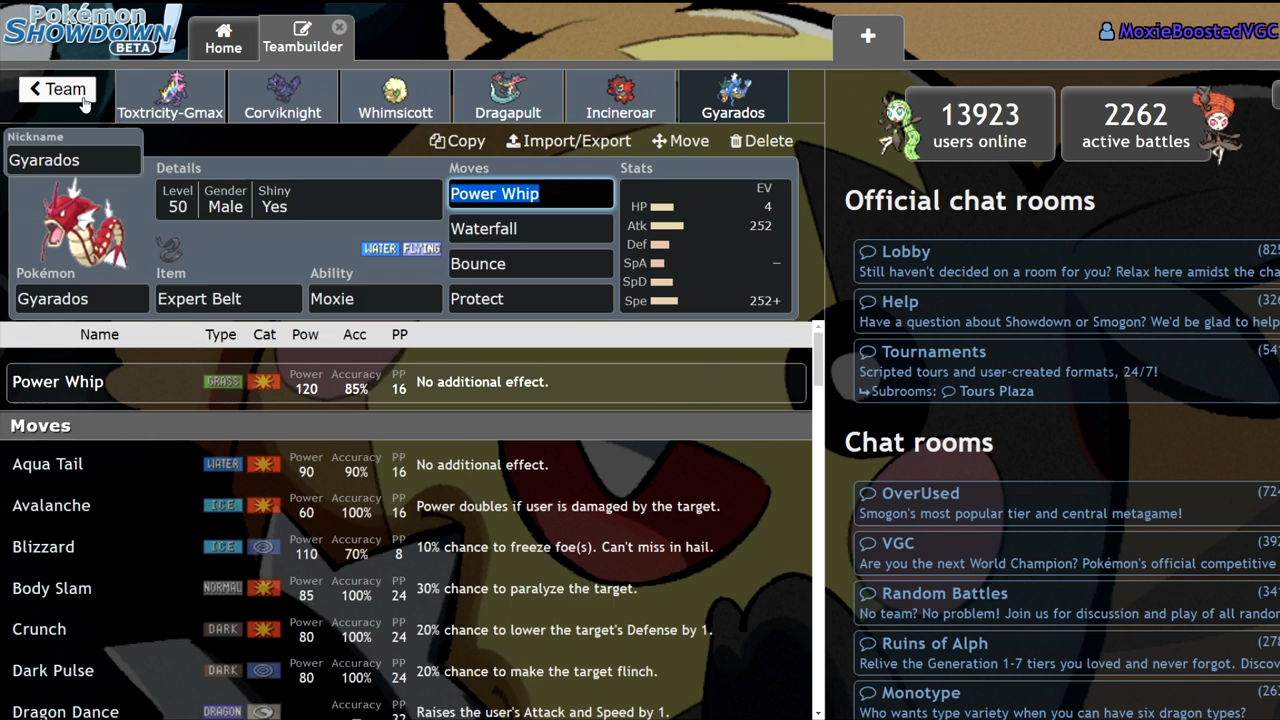 Pokémon
SHOWDOWN!
BETA
Home
Teambuilder
+
MoxieBoostedVGC
Team
Toxtricity-Gmax
Corviknight
Whimsicott
Dragapult
Incineroar
Gyarados
13923
users online
2262
active battles
Copy
Import/Export
Move
Delete
Nickname
Gyarados
Details
Level
50
Gender
Male
Shiny
Yes
WATER FLYING
Pokémon
Gyarados
Item
Expert Belt
Ability
Moxie
Moves
Power Whip
Waterfall
Bounce
Protect
Stats
EV
HP 4
Atk 252
Def
SpA –
SpD
Spe 252+
Name Type Cat Pow Acc PP
Power Whip GRASS Power 120 Accuracy 85% PP 16 No additional effect.
Moves
Aqua Tail WATER Power 90 Accuracy 90% PP 16 No additional effect.
Avalanche ICE Power 60 Accuracy 100% PP 16 Power doubles if user is damaged by the target.
Blizzard ICE Power 110 Accuracy 70% PP 8 10% chance to freeze foe(s). Can't miss in hail.
Body Slam NORMAL Power 85 Accuracy 100% PP 24 30% chance to paralyze the target.
Crunch DARK Power 80 Accuracy 100% PP 24 20% chance to lower the target's Defense by 1.
Dark Pulse DARK Power 80 Accuracy 100% PP 24 20% chance to make the target flinch.
Dragon Dance DRAGON Accuracy PP Raises the user's Attack and Speed by 1.
Official chat rooms
Lobby (825
Still haven't decided on a room for you? Relax here amidst the cha
Help (326
Have a question about Showdown or Smogon? We'd be glad to help
Tournaments (541
Scripted tours and user-created formats, 24/7!
Subrooms: Tours Plaza
Chat rooms
OverUsed (724
Smogon's most popular tier and central metagame!
VGC (392
Are you the next World Champion? Pokémon's official competitive
Random Battles (341
No team? No problem! Join us for discussion and play of all rando
Ruins of Alph (278
Relive the Generation 1-7 tiers you loved and never forgot. Disco
Monotype (262
Who wants type variety when you can have six dragon types?